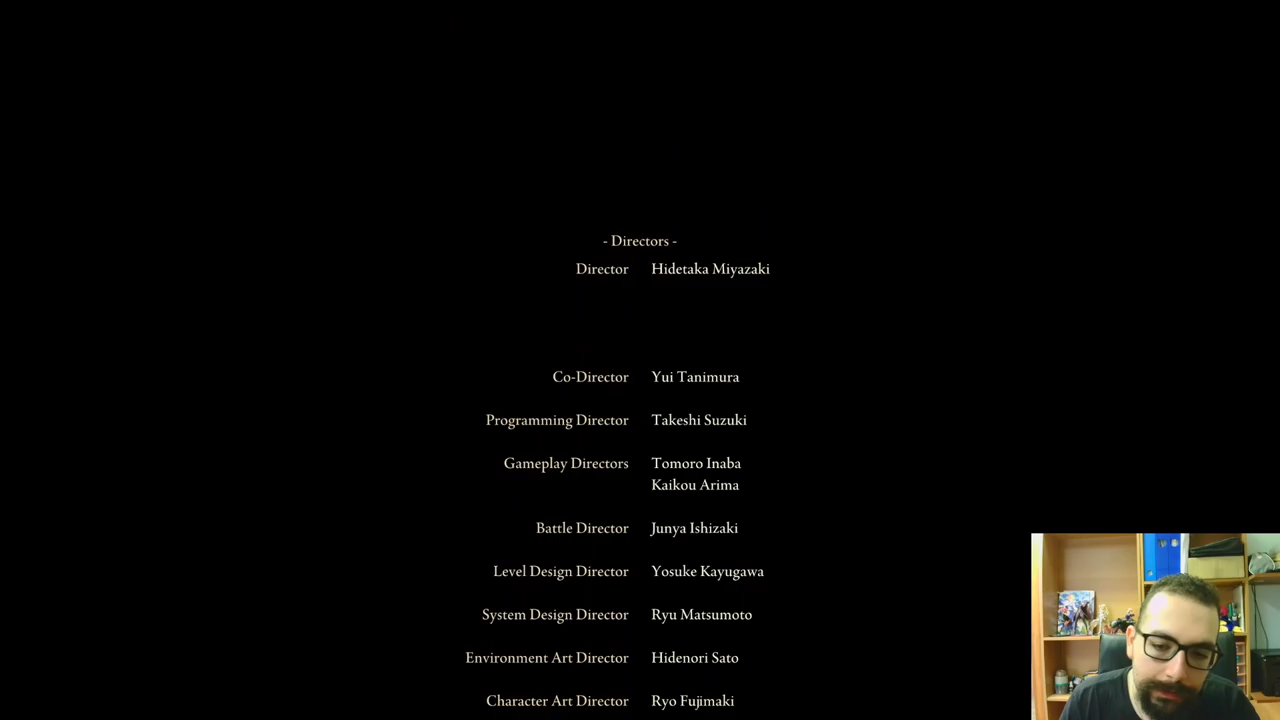 - Directors -
Director Hidetaka Miyazaki
Co-Director Yui Tanimura
Programming Director Takeshi Suzuki
Gameplay Directors Tomoro Inaba
Kaikou Arima
Battle Director Junya Ishizaki
Level Design Director Yosuke Kayugawa
System Design Director Ryu Matsumoto
Environment Art Director Hidenori Sato
Character Art Director Ryo Fujimaki